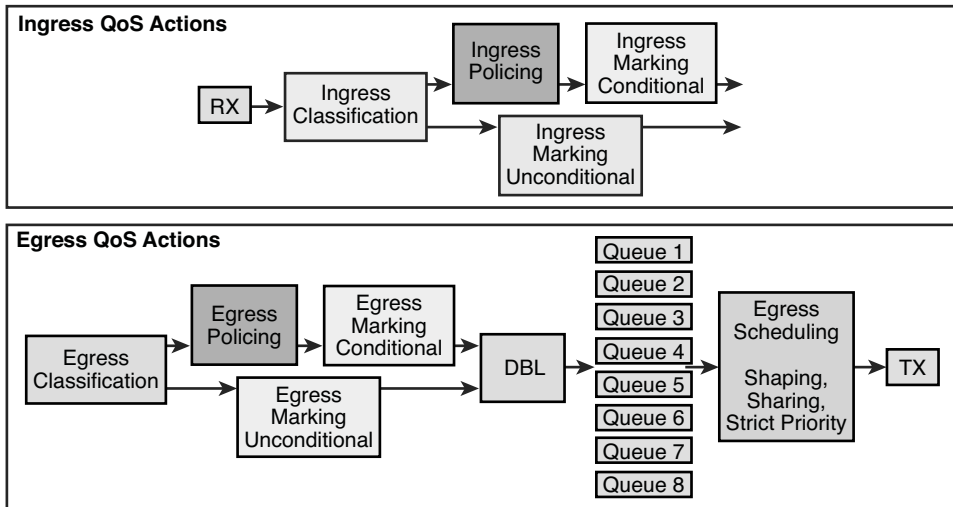 Ingress QoS Actions
RX
Ingress
Classification
Ingress
Policing
Ingress
Marking
Conditional
Ingress
Marking
Unconditional
Egress QoS Actions
Egress
Classification
Egress
Policing
Egress
Marking
Conditional
Egress
Marking
Unconditional
DBL
Queue 1
Queue 2
Queue 3
Queue 4
Queue 5
Queue 6
Queue 7
Queue 8
Egress
Scheduling
Shaping,
Sharing,
Strict Priority
TX